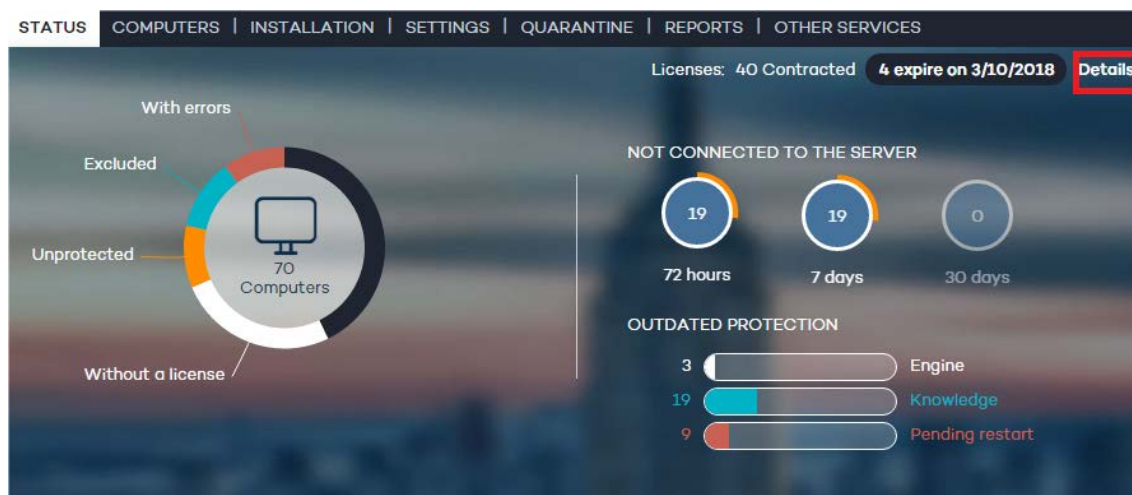 STATUS COMPUTERS | INSTALLATION | SETTINGS | QUARANTINE | REPORTS | OTHER SERVICES
Licenses: 40 Contracted 4 expire on 3/10/2018 Details
With errors
Excluded
Unprotected
Without a license
70
Computers
NOT CONNECTED TO THE SERVER
19 19 0
72 hours 7 days 30 days
OUTDATED PROTECTION
3 Engine
19 Knowledge
9 Pending restart